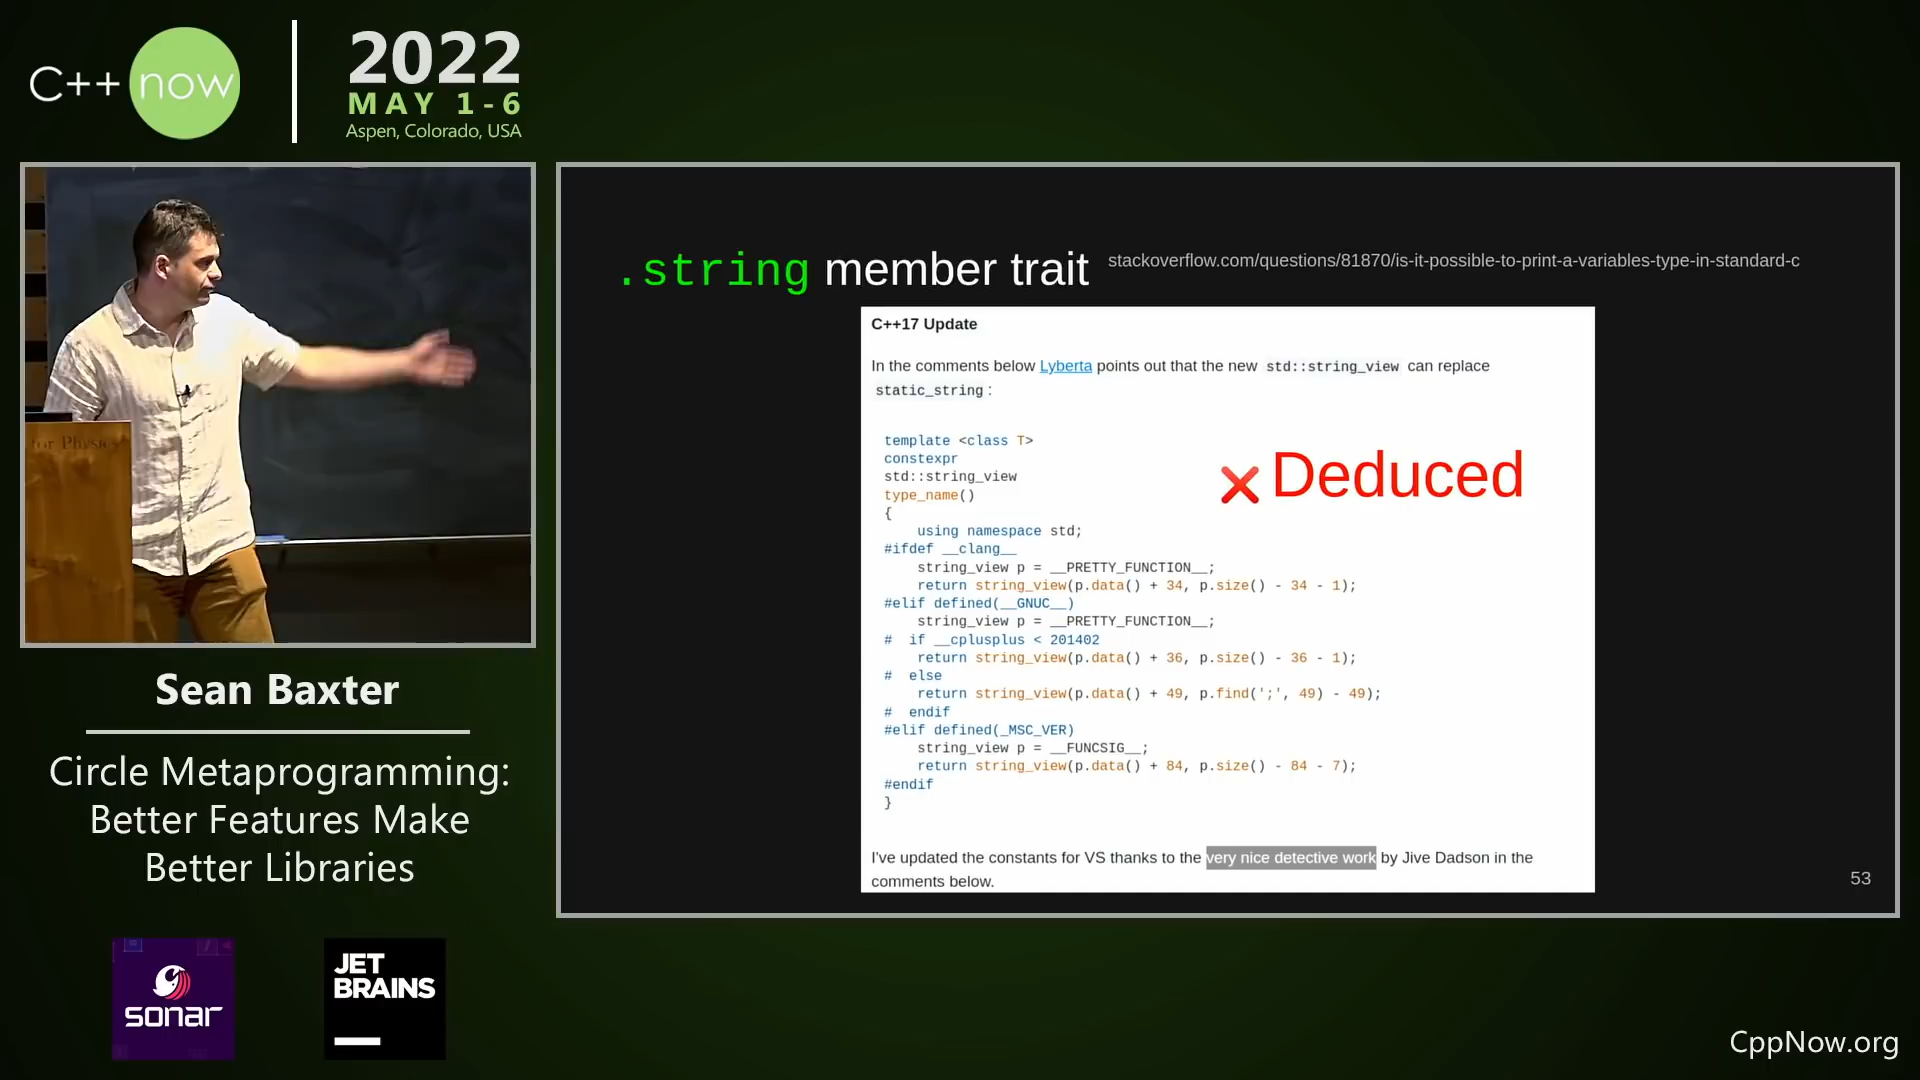 C++ now
2022
MAY 1-6
Aspen, Colorado, USA
for Physics
Sean Baxter
Circle Metaprogramming:
Better Features Make
Better Libraries
sonar
JET
BRAINS
.string member trait stackoverflow.com/questions/81870/is-it-possible-to-print-a-variables-type-in-standard-c
C++17 Update
In the comments below Lyberta points out that the new std::string_view can replace
static_string :
template <class T>
constexpr
std::string_view
type_name()
{
    using namespace std;
#ifdef __clang__
    string_view p = __PRETTY_FUNCTION__;
    return string_view(p.data() + 34, p.size() - 34 - 1);
#elif defined(__GNUC__)
    string_view p = __PRETTY_FUNCTION__;
#  if __cplusplus < 201402
    return string_view(p.data() + 36, p.size() - 36 - 1);
#  else
    return string_view(p.data() + 49, p.find(';', 49) - 49);
#  endif
#elif defined(_MSC_VER)
    string_view p = __FUNCSIG__;
    return string_view(p.data() + 84, p.size() - 84 - 7);
#endif
}
❌ Deduced
I've updated the constants for VS thanks to the very nice detective work by Jive Dadson in the
comments below.
53
CppNow.org